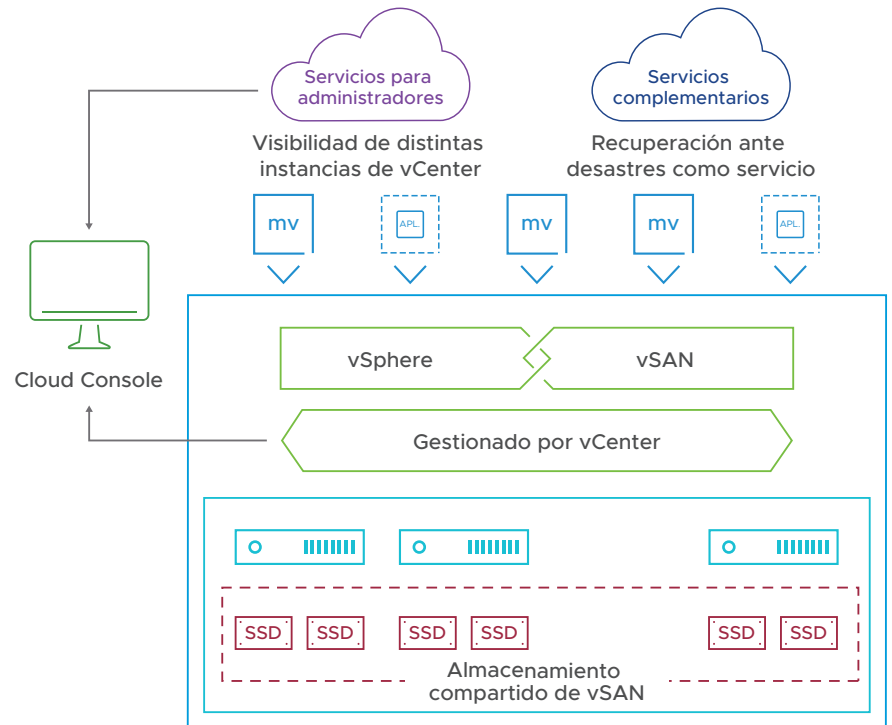 Servicios para
administradores
Servicios
complementarios
Visibilidad de distintas
instancias de vCenter
Recuperación ante
desastres como servicio
mv
APL.
mv
mv
APL.
Cloud Console
vSphere
vSAN
Gestionado por vCenter
SSD
SSD
SSD
SSD
SSD
SSD
Almacenamiento
compartido de vSAN